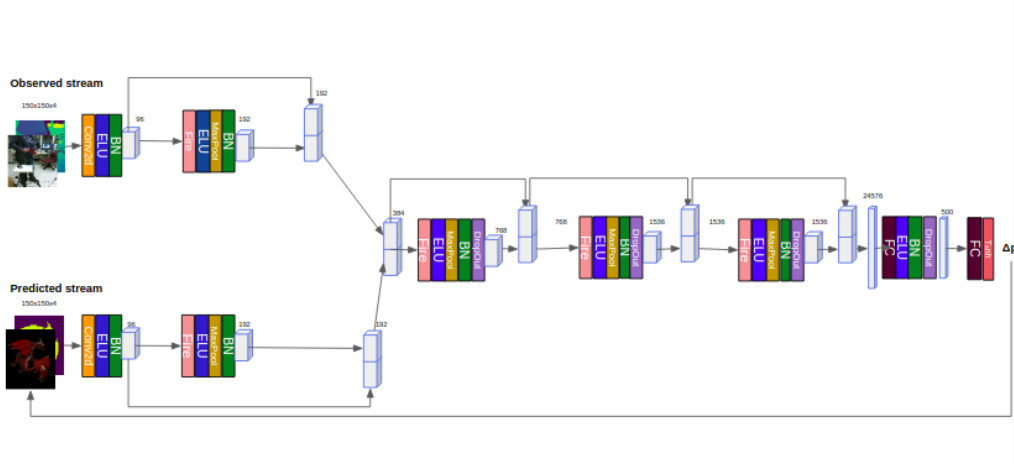 Observed stream
150x150x4
Conv2d
ELU
BN
96
Fire
ELU
MaxPool
BN
192
192
384
Fire
ELU
MaxPool
BN
DropOut
768
768
Fire
ELU
MaxPool
BN
DropOut
1536
1536
Fire
ELU
MaxPool
BN
DropOut
1536
24576
FC
ELU
BN
DropOut
500
FC
Predicted stream
150x150x4
Conv2d
ELU
BN
96
Fire
ELU
MaxPool
BN
192
192